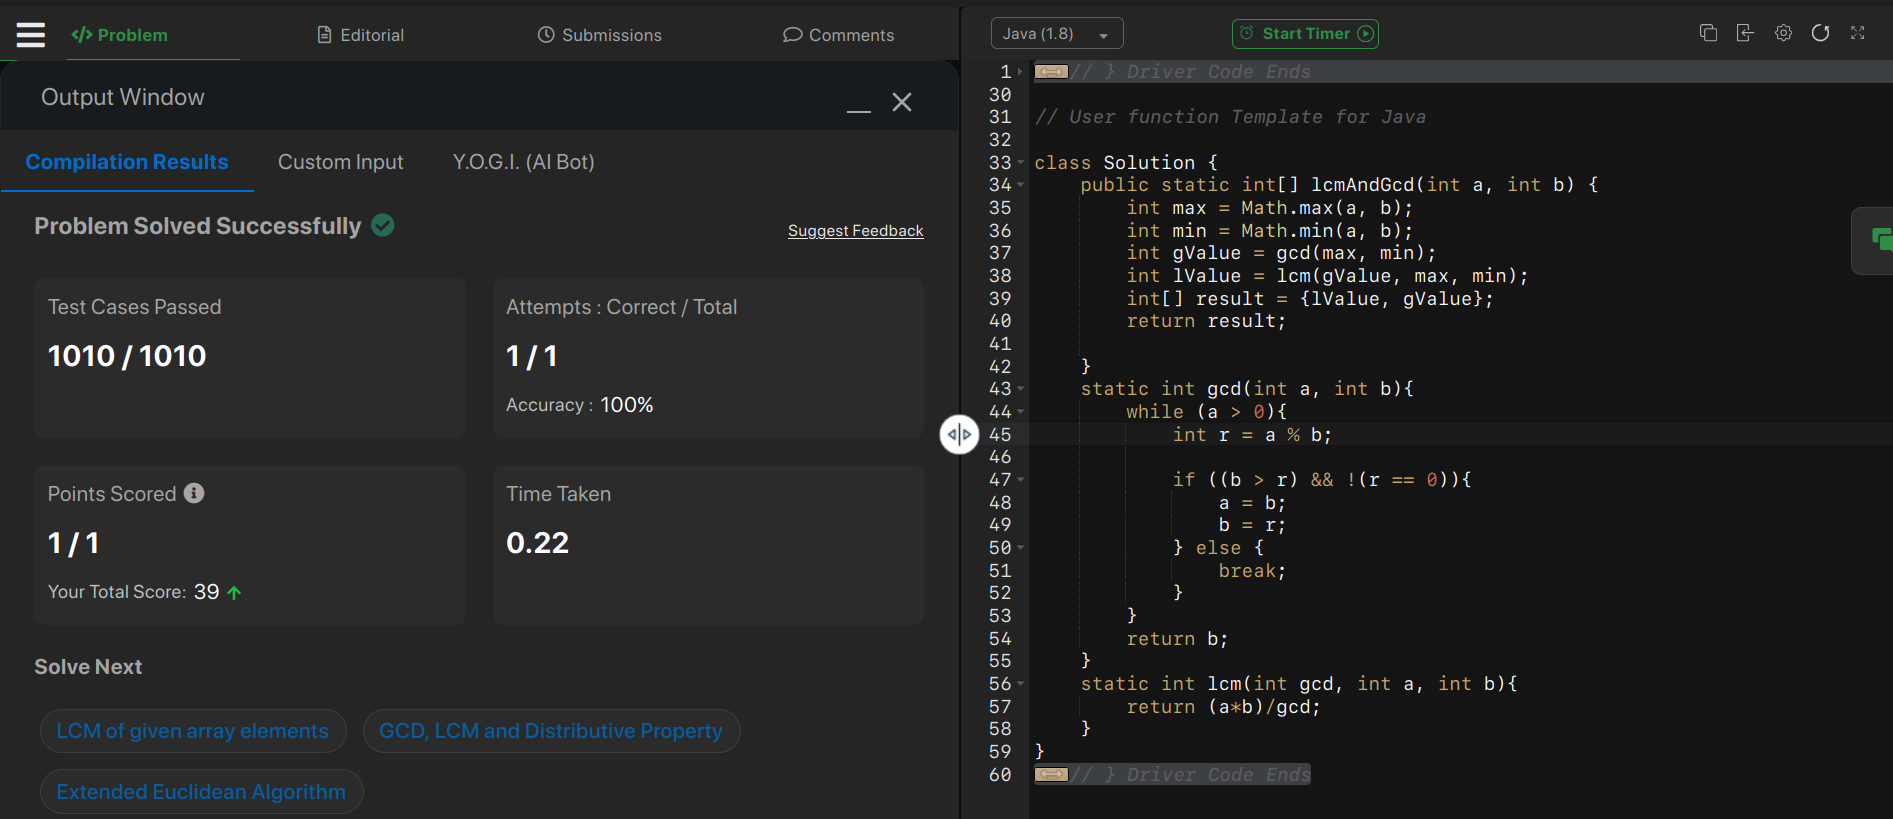 </> Problem
Editorial
Submissions
Comments
Output Window
Compilation Results
Custom Input
Y.O.G.I. (AI Bot)
Problem Solved Successfully
Suggest Feedback
Test Cases Passed
1010 / 1010
Attempts : Correct / Total
1 / 1
Accuracy : 100%
Points Scored
1 / 1
Your Total Score: 39
Time Taken
0.22
Solve Next
LCM of given array elements
GCD, LCM and Distributive Property
Extended Euclidean Algorithm
Java (1.8)
Start Timer
1 // } Driver Code Ends
30
31 // User function Template for Java
32
33 class Solution {
34     public static int[] lcmAndGcd(int a, int b) {
35         int max = Math.max(a, b);
36         int min = Math.min(a, b);
37         int gValue = gcd(max, min);
38         int lValue = lcm(gValue, max, min);
39         int[] result = {lValue, gValue};
40         return result;
41
42     }
43     static int gcd(int a, int b){
44         while (a > 0){
45             int r = a % b;
46
47             if ((b > r) && !(r == 0)){
48                 a = b;
49                 b = r;
50             } else {
51                 break;
52             }
53         }
54         return b;
55     }
56     static int lcm(int gcd, int a, int b){
57         return (a*b)/gcd;
58     }
59 }
60 // } Driver Code Ends